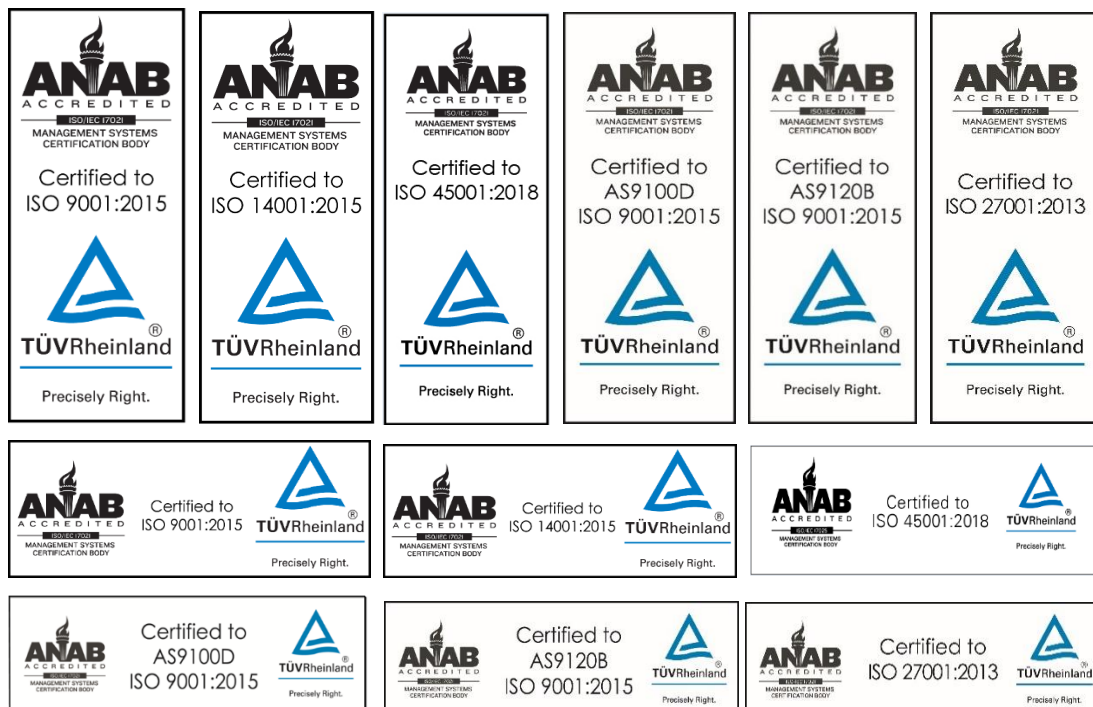 ANAB
ACCREDITED
ISO/IEC 17021
MANAGEMENT SYSTEMS
CERTIFICATION BODY
Certified to
ISO 9001:2015
TÜVRheinland®
Precisely Right.
ANAB
ACCREDITED
ISO/IEC 17021
MANAGEMENT SYSTEMS
CERTIFICATION BODY
Certified to
ISO 14001:2015
TÜVRheinland®
Precisely Right.
ANAB
ACCREDITED
ISO/IEC 17021
MANAGEMENT SYSTEMS
CERTIFICATION BODY
Certified to
ISO 45001:2018
TÜVRheinland®
Precisely Right.
ANAB
ACCREDITED
ISO/IEC 17021
MANAGEMENT SYSTEMS
CERTIFICATION BODY
Certified to
AS9100D
ISO 9001:2015
TÜVRheinland®
Precisely Right.
ANAB
ACCREDITED
ISO/IEC 17021
MANAGEMENT SYSTEMS
CERTIFICATION BODY
Certified to
AS9120B
ISO 9001:2015
TÜVRheinland®
Precisely Right.
ANAB
ACCREDITED
ISO/IEC 17021
MANAGEMENT SYSTEMS
CERTIFICATION BODY
Certified to
ISO 27001:2013
TÜVRheinland®
Precisely Right.
ANAB
ACCREDITED
ISO/IEC 17021
MANAGEMENT SYSTEMS
CERTIFICATION BODY
Certified to
ISO 9001:2015
TÜVRheinland®
Precisely Right.
ANAB
ACCREDITED
ISO/IEC 17021
MANAGEMENT SYSTEMS
CERTIFICATION BODY
Certified to
ISO 14001:2015
TÜVRheinland®
Precisely Right.
ANAB
ACCREDITED
ISO/IEC 17021
MANAGEMENT SYSTEMS
CERTIFICATION BODY
Certified to
ISO 45001:2018
TÜVRheinland®
Precisely Right.
ANAB
ACCREDITED
MANAGEMENT SYSTEMS
CERTIFICATION BODY
Certified to
AS9100D
ISO 9001:2015
TÜVRheinland®
Precisely Right.
ANAB
ACCREDITED
MANAGEMENT SYSTEMS
CERTIFICATION BODY
Certified to
AS9120B
ISO 9001:2015
TÜVRheinland®
Precisely Right.
ANAB
ACCREDITED
MANAGEMENT SYSTEMS
CERTIFICATION BODY
Certified to
ISO 27001:2013
TÜVRheinland®
Precisely Right.